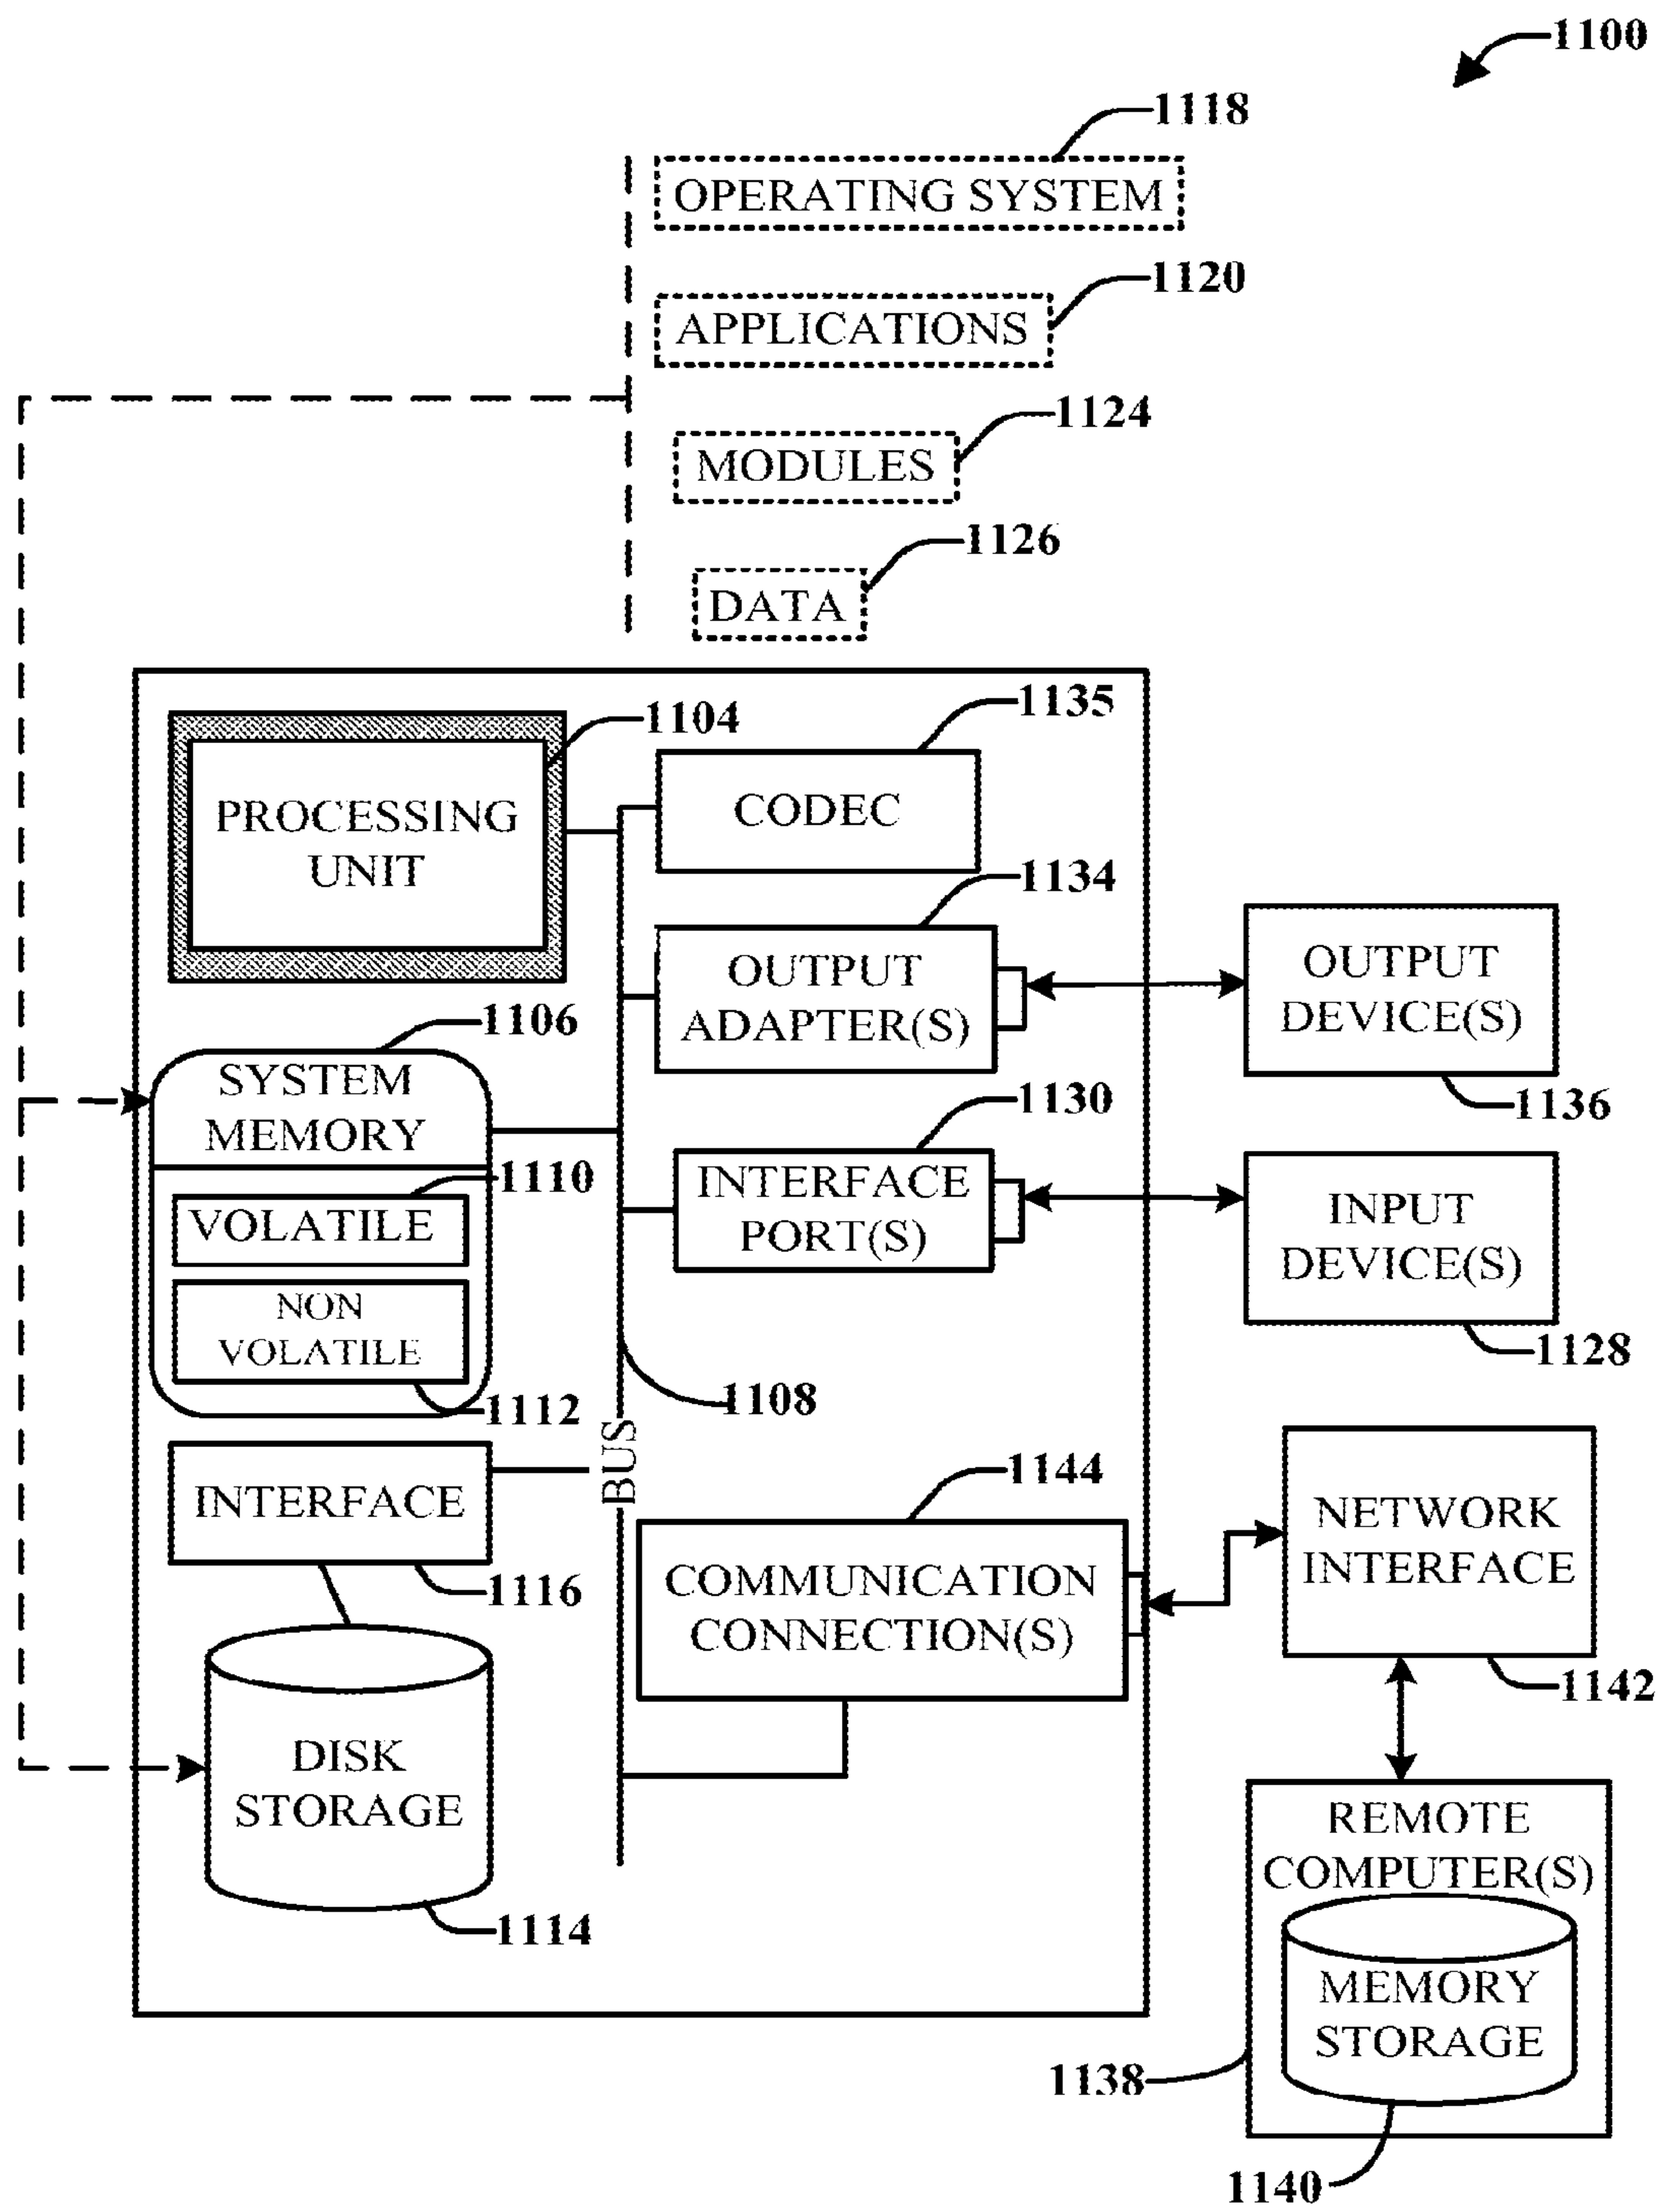 1100
1118
OPERATING SYSTEM
1120
APPLICATIONS
1124
MODULES
1126
DATA
1104
PROCESSING
UNIT
1135
CODEC
1134
OUTPUT
ADAPTER(S)
OUTPUT
DEVICE(S)
1136
1106
SYSTEM
MEMORY
1110
VOLATILE
NON
VOLATILE
1112
1130
INTERFACE
PORT(S)
INPUT
DEVICE(S)
1128
1108
BUS
INTERFACE
1116
1144
COMMUNICATION
CONNECTION(S)
NETWORK
INTERFACE
1142
DISK
STORAGE
1114
REMOTE
COMPUTER(S)
MEMORY
STORAGE
1138
1140